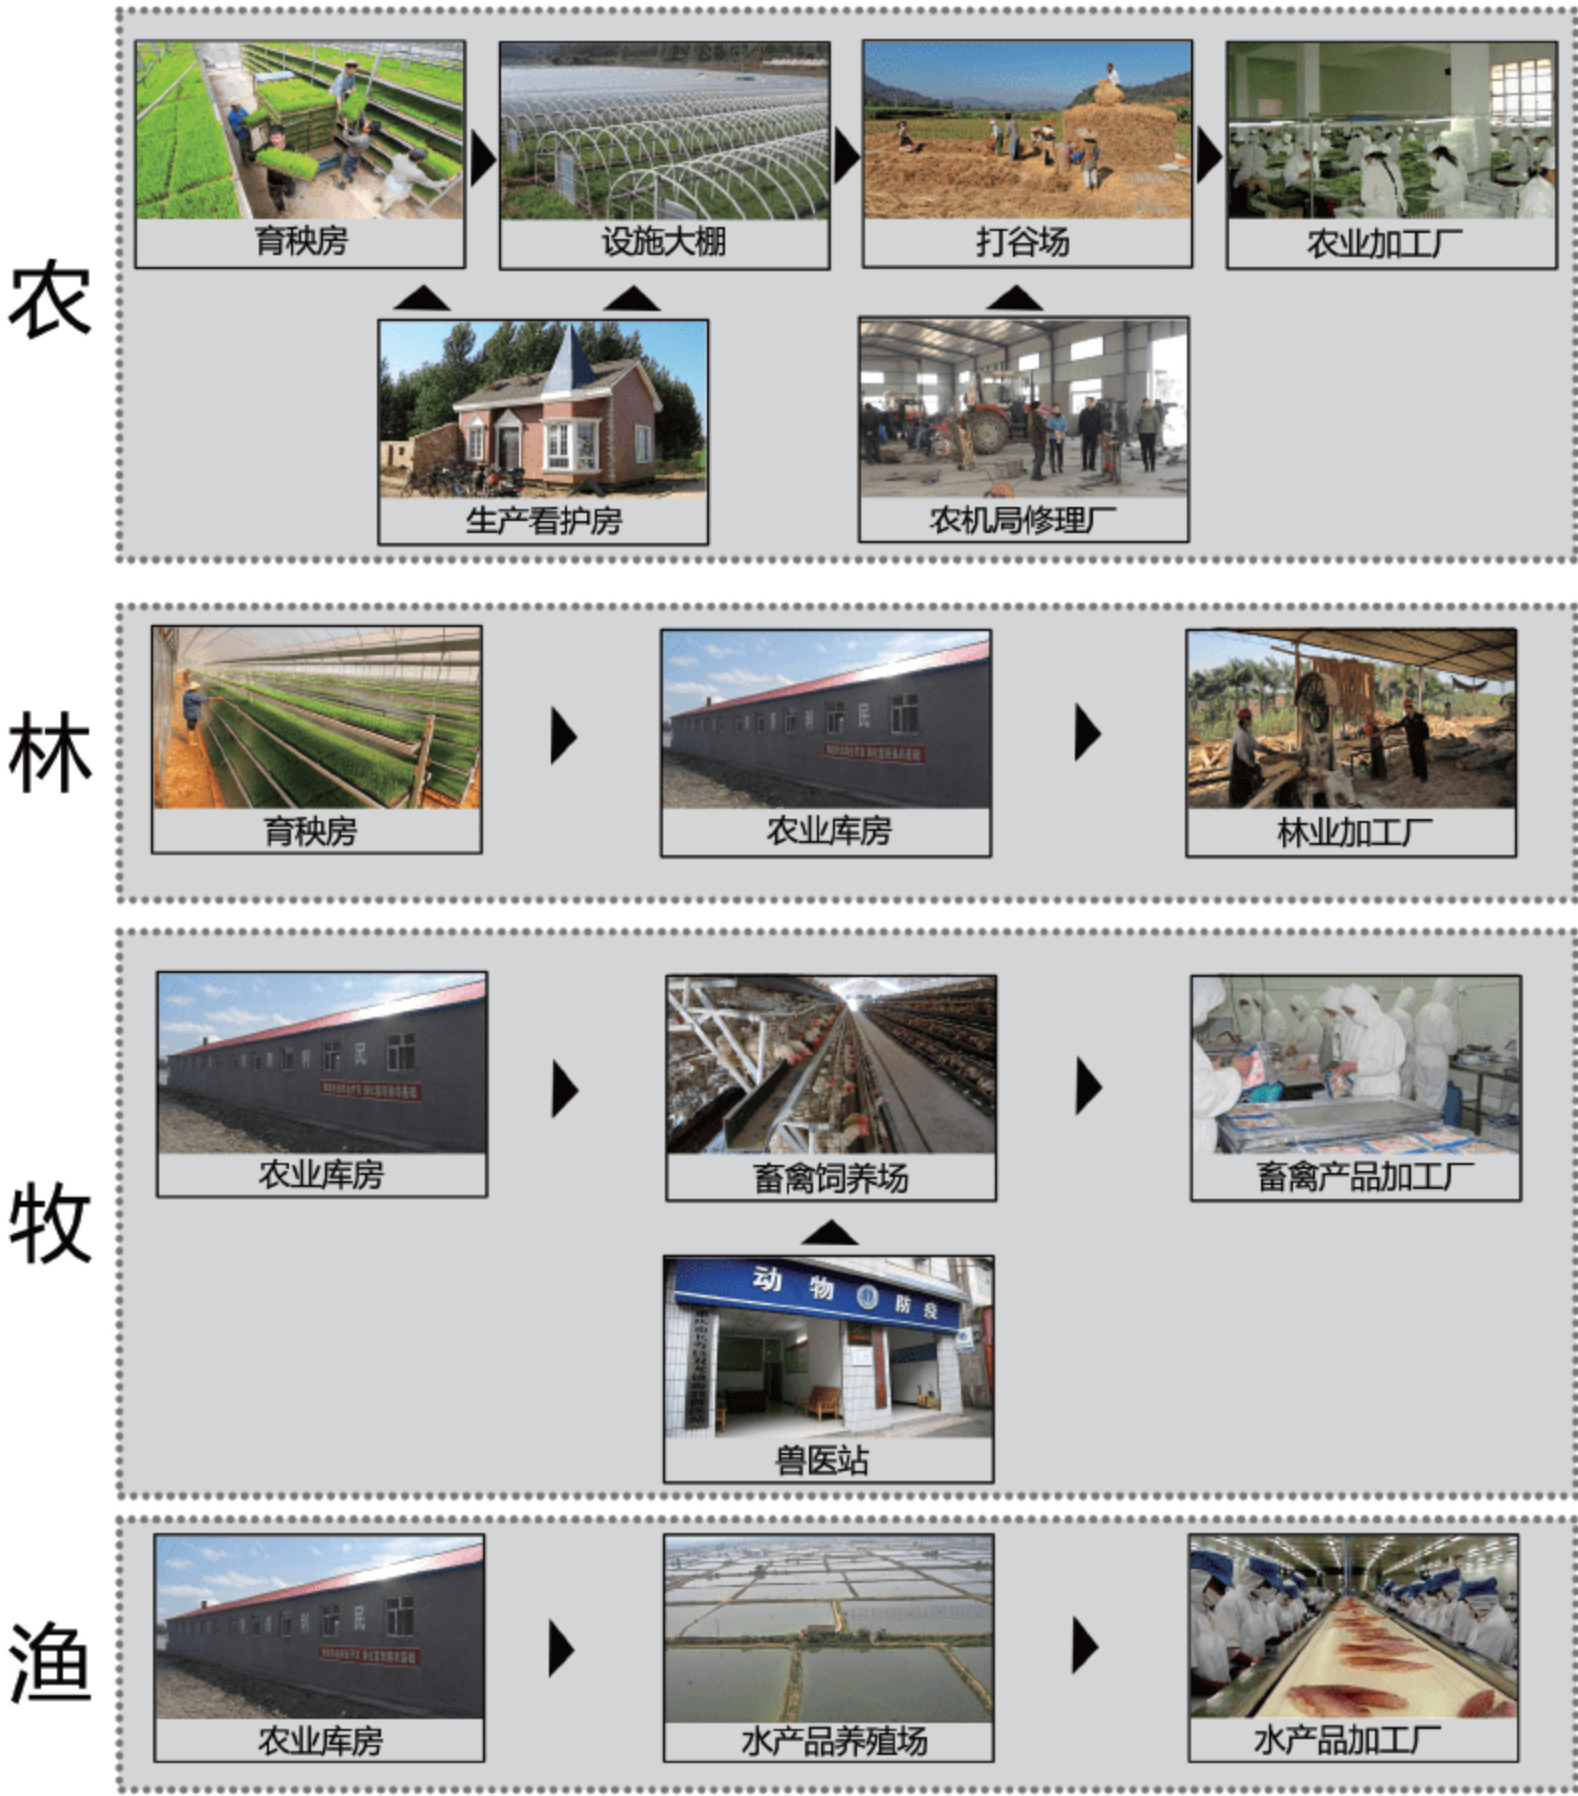 农
育秧房
设施大棚
打谷场
农业加工厂
生产看护房
农机局修理厂
林
育秧房
农业库房
林业加工厂
牧
农业库房
畜禽饲养场
畜禽产品加工厂
动物防疫
兽医站
渔
农业库房
水产品养殖场
水产品加工厂